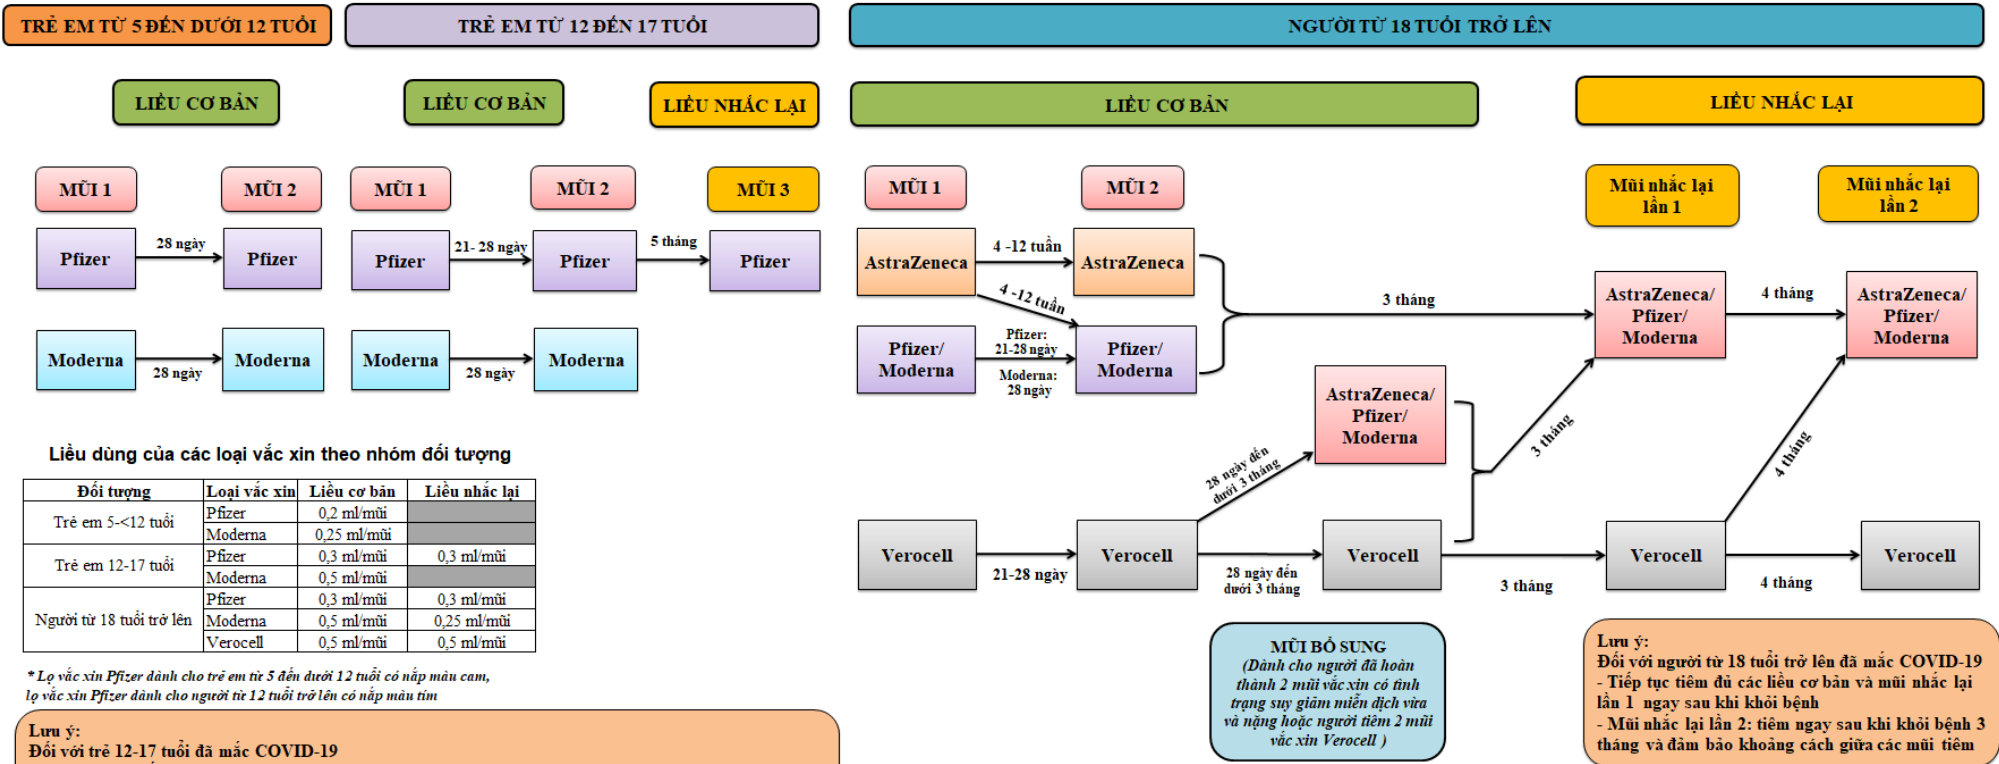 TRẺ EM TỪ 5 ĐẾN DƯỚI 12 TUỔI
TRẺ EM TỪ 12 ĐẾN 17 TUỔI
NGƯỜI TỪ 18 TUỔI TRỞ LÊN
LIỀU CƠ BẢN
LIỀU CƠ BẢN
LIỀU NHẮC LẠI
LIỀU CƠ BẢN
LIỀU NHẮC LẠI
MŨI 1
MŨI 2
MŨI 1
MŨI 2
MŨI 3
MŨI 1
MŨI 2
Mũi nhắc lại
lần 1
Mũi nhắc lại
lần 2
Pfizer
28 ngày
Pfizer
Pfizer
21- 28 ngày
Pfizer
5 tháng
Pfizer
Moderna
28 ngày
Moderna
Moderna
28 ngày
Moderna
AstraZeneca
4 -12 tuần
AstraZeneca
4 -12 tuần
Pfizer/
Moderna
Pfizer:
21-28 ngày
Moderna:
28 ngày
Pfizer/
Moderna
3 tháng
AstraZeneca/
Pfizer/
Moderna
4 tháng
AstraZeneca/
Pfizer/
Moderna
AstraZeneca/
Pfizer/
Moderna
28 ngày đến
dưới 3 tháng
3 tháng
4 tháng
Verocell
21-28 ngày
Verocell
28 ngày đến
dưới 3 tháng
Verocell
3 tháng
Verocell
4 tháng
Verocell
Liều dùng của các loại vắc xin theo nhóm đối tượng
Đối tượng Loại vắc xin Liều cơ bản Liều nhắc lại
Trẻ em 5-<12 tuổi
Pfizer 0,2 ml/mũi
Moderna 0,25 ml/mũi
Trẻ em 12-17 tuổi
Pfizer 0,3 ml/mũi 0,3 ml/mũi
Moderna 0,5 ml/mũi
Người từ 18 tuổi trở lên
Pfizer 0,3 ml/mũi 0,3 ml/mũi
Moderna 0,5 ml/mũi 0,25 ml/mũi
Verocell 0,5 ml/mũi 0,5 ml/mũi
* Lọ vắc xin Pfizer dành cho trẻ em từ 5 đến dưới 12 tuổi có nắp màu cam,
lọ vắc xin Pfizer dành cho người từ 12 tuổi trở lên có nắp màu tím
Lưu ý:
Đối với trẻ 12-17 tuổi đã mắc COVID-19
MŨI BỔ SUNG
(Dành cho người đã hoàn
thành 2 mũi vắc xin có tình
trạng suy giảm miễn dịch vừa
và nặng hoặc người tiêm 2 mũi
vắc xin Verocell )
Lưu ý:
Đối với người từ 18 tuổi trở lên đã mắc COVID-19
- Tiếp tục tiêm đủ các liều cơ bản và mũi nhắc lại
lần 1 ngay sau khi khỏi bệnh
- Mũi nhắc lại lần 2: tiêm ngay sau khi khỏi bệnh 3
tháng và đảm bảo khoảng cách giữa các mũi tiêm